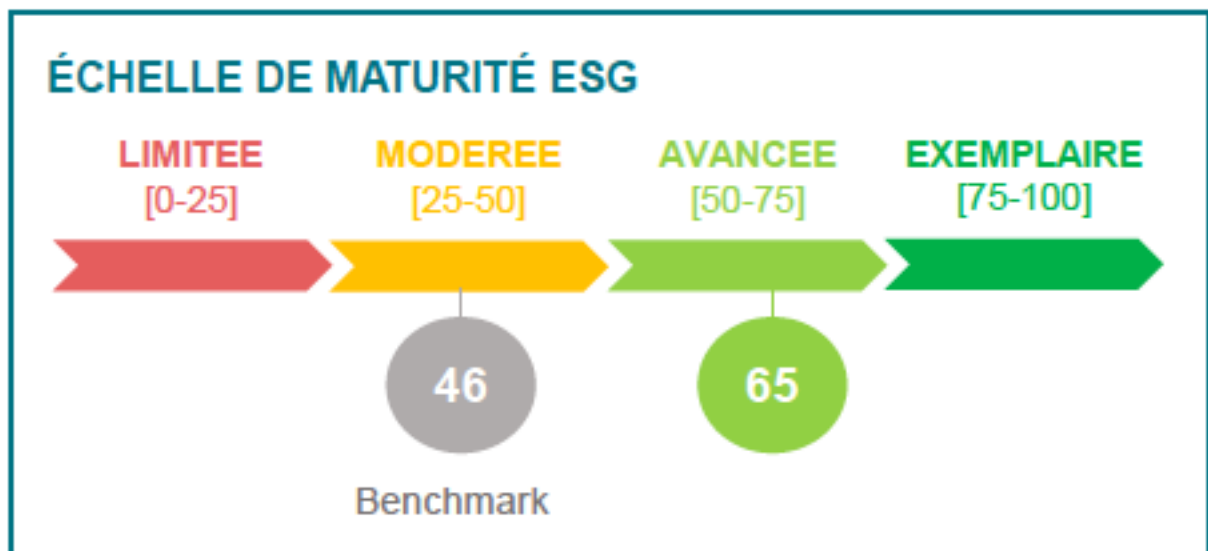 ÉCHELLE DE MATURITÉ ESG
LIMITEE MODEREE AVANCEE EXEMPLAIRE
[0-25] [25-50] [50-75] [75-100]
46 65
Benchmark